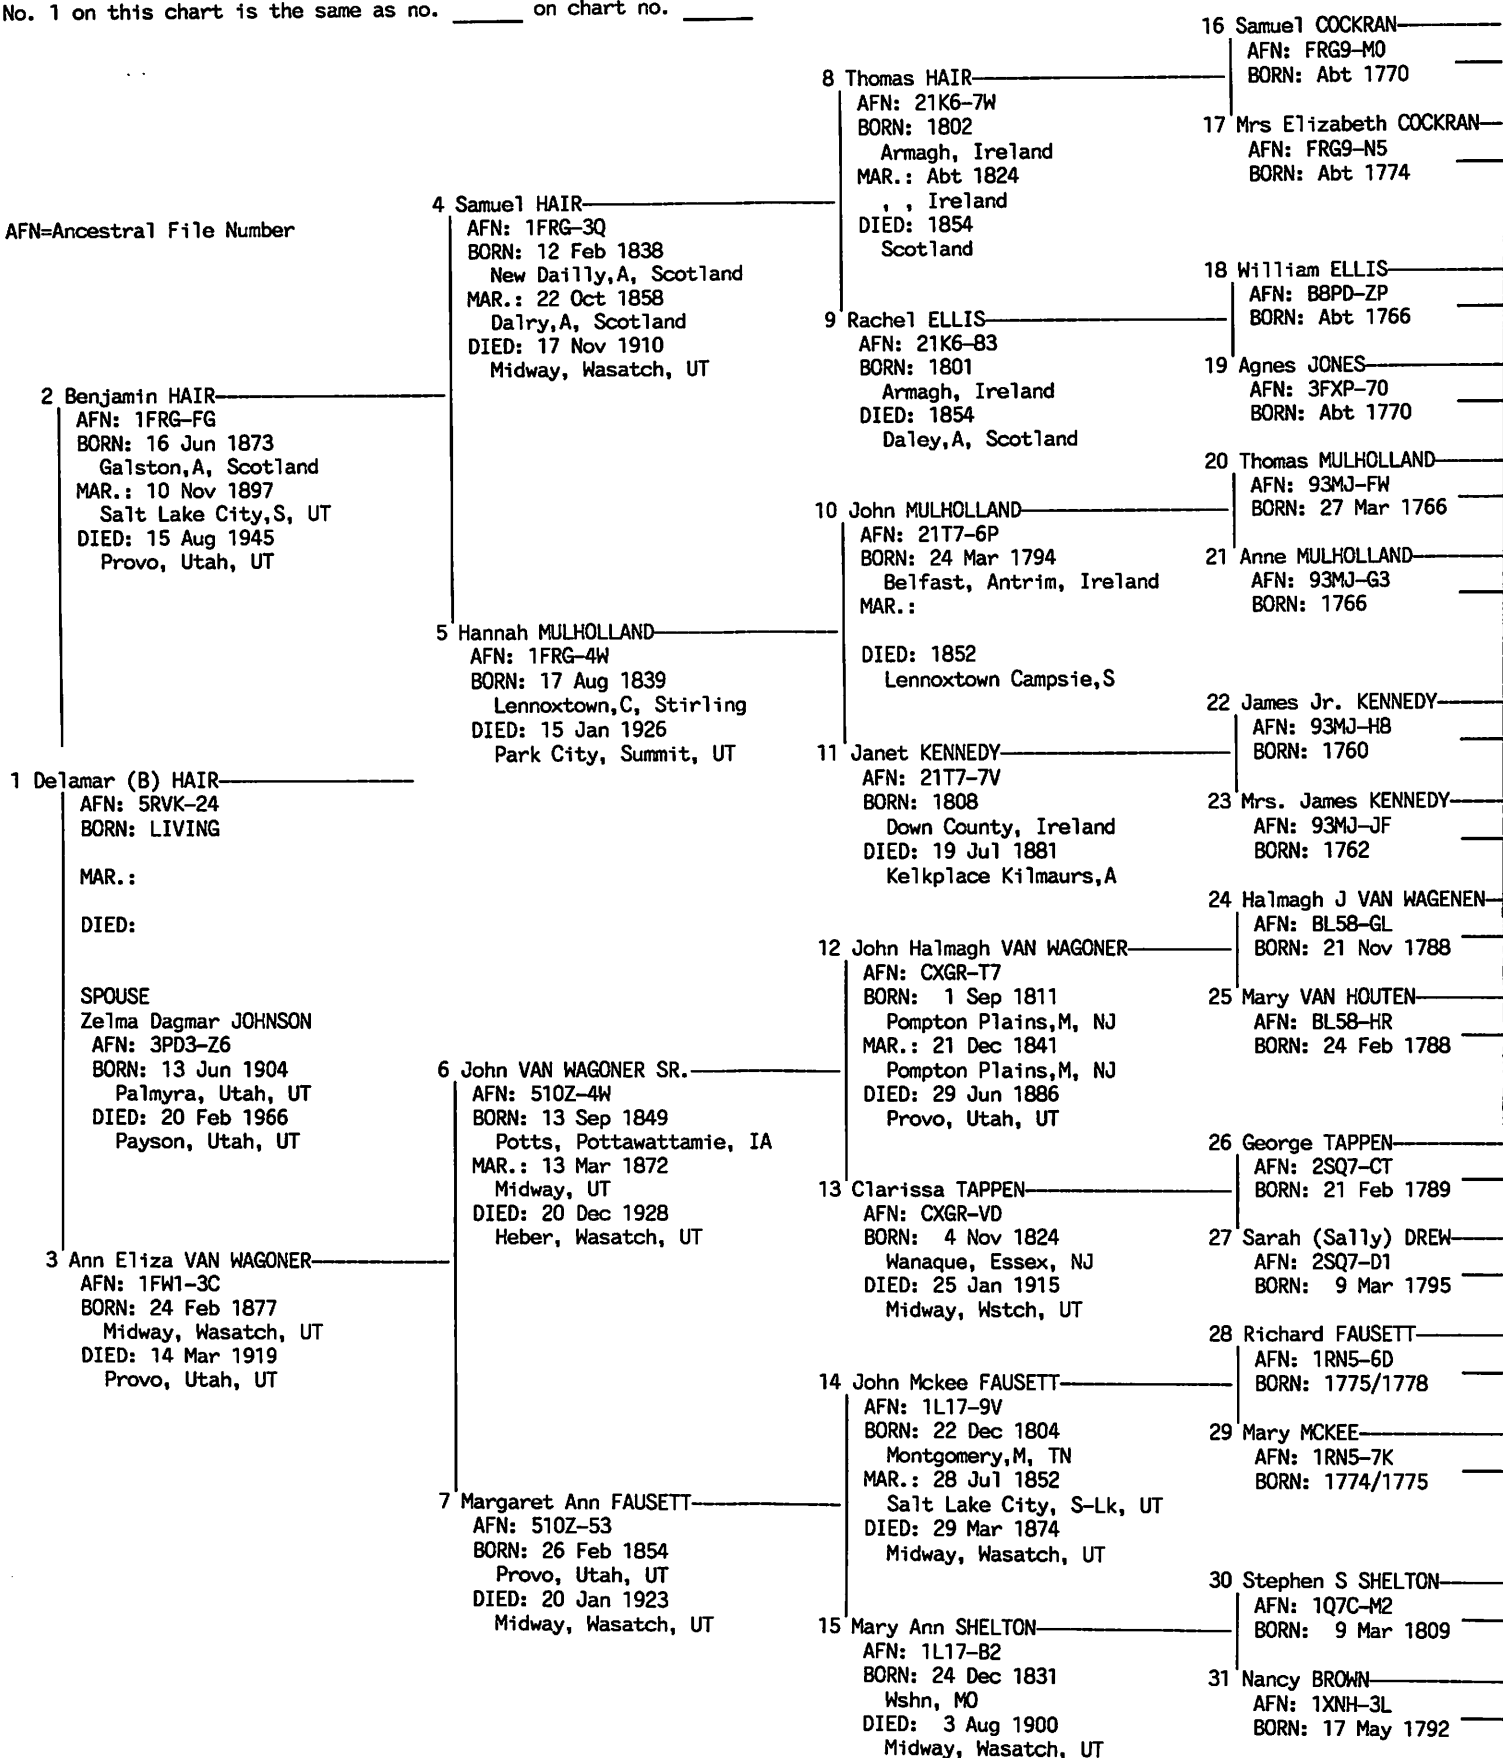 No. 1 on this chart is the same as no. _____ on chart no. _____
AFN=Ancestral File Number
1 Delamar (B) HAIR
AFN: 5RVK-24
BORN: LIVING
MAR.:
DIED:
SPOUSE
Zelma Dagmar JOHNSON
AFN: 3PD3-Z6
BORN: 13 Jun 1904
Palmyra, Utah, UT
DIED: 20 Feb 1966
Payson, Utah, UT
2 Benjamin HAIR
AFN: 1FRG-FG
BORN: 16 Jun 1873
Galston,A, Scotland
MAR.: 10 Nov 1897
Salt Lake City,S, UT
DIED: 15 Aug 1945
Provo, Utah, UT
3 Ann Eliza VAN WAGONER
AFN: 1FW1-3C
BORN: 24 Feb 1877
Midway, Wasatch, UT
DIED: 14 Mar 1919
Provo, Utah, UT
4 Samuel HAIR
AFN: 1FRG-3Q
BORN: 12 Feb 1838
New Dailly,A, Scotland
MAR.: 22 Oct 1858
Dalry,A, Scotland
DIED: 17 Nov 1910
Midway, Wasatch, UT
5 Hannah MULHOLLAND
AFN: 1FRG-4W
BORN: 17 Aug 1839
Lennoxtown,C, Stirling
DIED: 15 Jan 1926
Park City, Summit, UT
6 John VAN WAGONER SR.
AFN: 510Z-4W
BORN: 13 Sep 1849
Potts, Pottawattamie, IA
MAR.: 13 Mar 1872
Midway, UT
DIED: 20 Dec 1928
Heber, Wasatch, UT
7 Margaret Ann FAUSETT
AFN: 510Z-53
BORN: 26 Feb 1854
Provo, Utah, UT
DIED: 20 Jan 1923
Midway, Wasatch, UT
8 Thomas HAIR
AFN: 21K6-7W
BORN: 1802
Armagh, Ireland
MAR.: Abt 1824
, , Ireland
DIED: 1854
Scotland
9 Rachel ELLIS
AFN: 21K6-83
BORN: 1801
Armagh, Ireland
DIED: 1854
Daley,A, Scotland
10 John MULHOLLAND
AFN: 21T7-6P
BORN: 24 Mar 1794
Belfast, Antrim, Ireland
MAR.:
DIED: 1852
Lennoxtown Campsie,S
11 Janet KENNEDY
AFN: 21T7-7V
BORN: 1808
Down County, Ireland
DIED: 19 Jul 1881
Kelkplace Kilmaurs,A
12 John Halmagh VAN WAGONER
AFN: CXGR-T7
BORN: 1 Sep 1811
Pompton Plains,M, NJ
MAR.: 21 Dec 1841
Pompton Plains,M, NJ
DIED: 29 Jun 1886
Provo, Utah, UT
13 Clarissa TAPPEN
AFN: CXGR-VD
BORN: 4 Nov 1824
Wanaque, Essex, NJ
DIED: 25 Jan 1915
Midway, Wstch, UT
14 John Mckee FAUSETT
AFN: 1L17-9V
BORN: 22 Dec 1804
Montgomery,M, TN
MAR.: 28 Jul 1852
Salt Lake City, S-Lk, UT
DIED: 29 Mar 1874
Midway, Wasatch, UT
15 Mary Ann SHELTON
AFN: 1L17-B2
BORN: 24 Dec 1831
Wshn, MO
DIED: 3 Aug 1900
Midway, Wasatch, UT
16 Samuel COCKRAN
AFN: FRG9-M0
BORN: Abt 1770
17 Mrs Elizabeth COCKRAN
AFN: FRG9-N5
BORN: Abt 1774
18 William ELLIS
AFN: B8PD-ZP
BORN: Abt 1766
19 Agnes JONES
AFN: 3FXP-70
BORN: Abt 1770
20 Thomas MULHOLLAND
AFN: 93MJ-FW
BORN: 27 Mar 1766
21 Anne MULHOLLAND
AFN: 93MJ-G3
BORN: 1766
22 James Jr. KENNEDY
AFN: 93MJ-H8
BORN: 1760
23 Mrs. James KENNEDY
AFN: 93MJ-JF
BORN: 1762
24 Halmagh J VAN WAGENEN
AFN: BL58-GL
BORN: 21 Nov 1788
25 Mary VAN HOUTEN
AFN: BL58-HR
BORN: 24 Feb 1788
26 George TAPPEN
AFN: 2SQ7-CT
BORN: 21 Feb 1789
27 Sarah (Sally) DREW
AFN: 2SQ7-D1
BORN: 9 Mar 1795
28 Richard FAUSETT
AFN: 1RN5-6D
BORN: 1775/1778
29 Mary MCKEE
AFN: 1RN5-7K
BORN: 1774/1775
30 Stephen S SHELTON
AFN: 1Q7C-M2
BORN: 9 Mar 1809
31 Nancy BROWN
AFN: 1XNH-3L
BORN: 17 May 1792